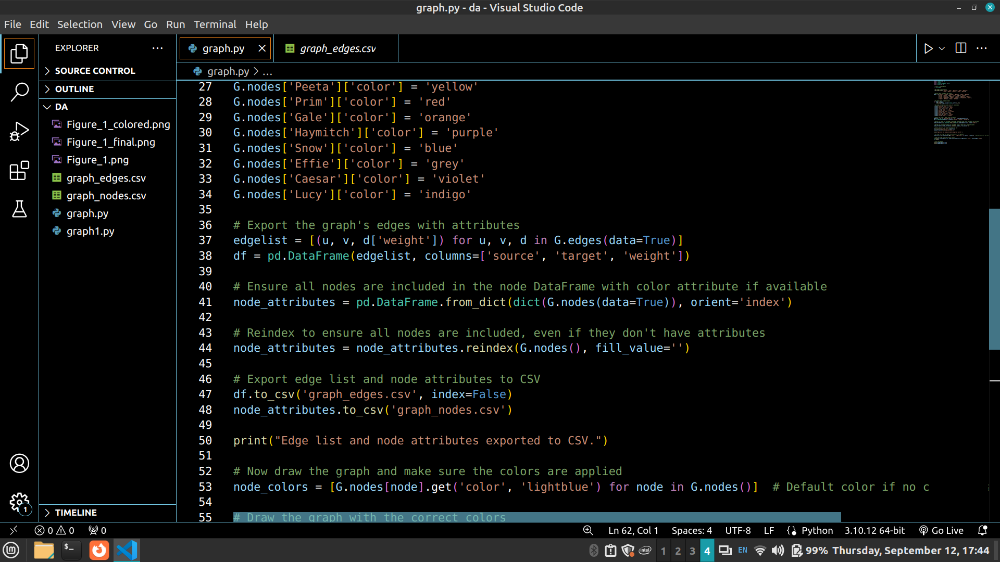 graph.py - da - Visual Studio Code
File Edit Selection View Go Run Terminal Help
EXPLORER
SOURCE CONTROL
OUTLINE
DA
Figure_1_colored.png
Figure_1_final.png
Figure_1.png
graph_edges.csv
graph_nodes.csv
graph.py
graph1.py
TIMELINE
1
graph.py
graph_edges.csv
graph.py > ...
27 G.nodes['Peeta']['color'] = 'yellow'
28 G.nodes['Prim']['color'] = 'red'
29 G.nodes['Gale']['color'] = 'orange'
30 G.nodes['Haymitch']['color'] = 'purple'
31 G.nodes['Snow']['color'] = 'blue'
32 G.nodes['Effie']['color'] = 'grey'
33 G.nodes['Caesar']['color'] = 'violet'
34 G.nodes['Lucy']['color'] = 'indigo'
35
36 # Export the graph's edges with attributes
37 edgelist = [(u, v, d['weight']) for u, v, d in G.edges(data=True)]
38 df = pd.DataFrame(edgelist, columns=['source', 'target', 'weight'])
39
40 # Ensure all nodes are included in the node DataFrame with color attribute if available
41 node_attributes = pd.DataFrame.from_dict(dict(G.nodes(data=True)), orient='index')
42
43 # Reindex to ensure all nodes are included, even if they don't have attributes
44 node_attributes = node_attributes.reindex(G.nodes(), fill_value='')
45
46 # Export edge list and node attributes to CSV
47 df.to_csv('graph_edges.csv', index=False)
48 node_attributes.to_csv('graph_nodes.csv')
49
50 print("Edge list and node attributes exported to CSV.")
51
52 # Now draw the graph and make sure the colors are applied
53 node_colors = [G.nodes[node].get('color', 'lightblue') for node in G.nodes()]  # Default color if no c
54
55 # Draw the graph with the correct colors
0 0 0
Ln 62, Col 1 Spaces: 4 UTF-8 LF Python 3.10.12 64-bit Go Live
intel 1 2 3 4 EN 99% Thursday, September 12, 17:44